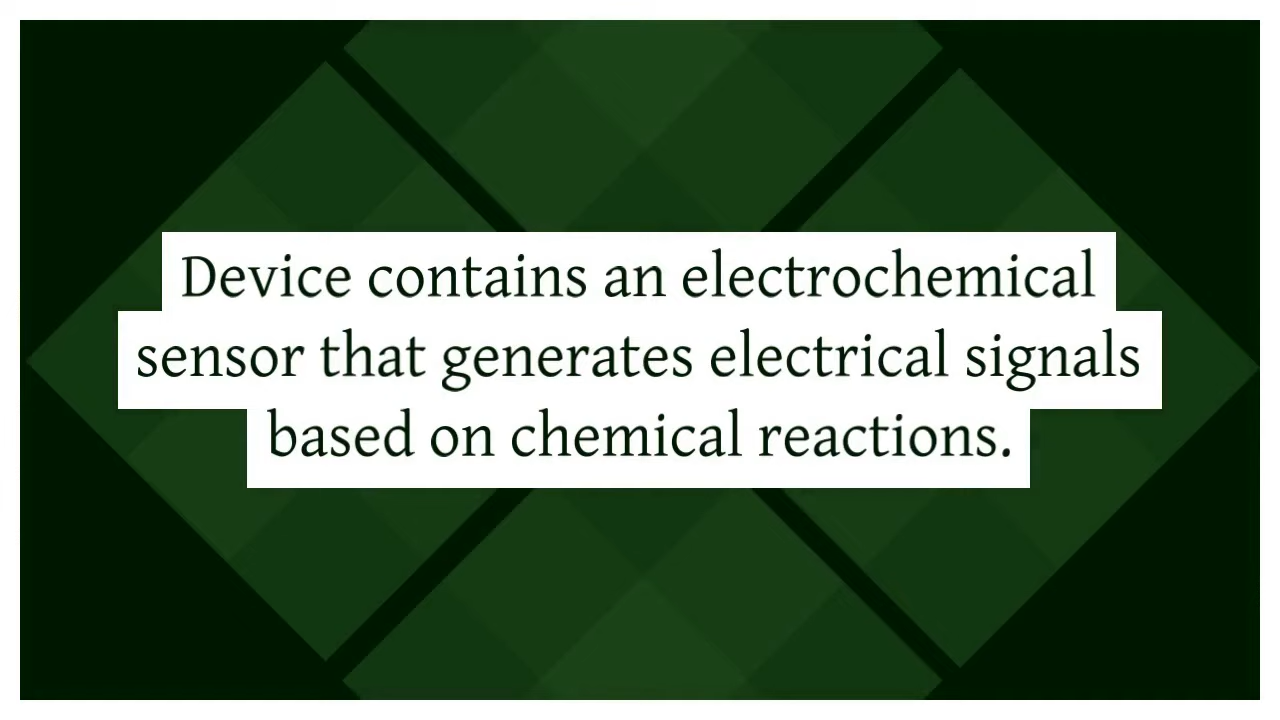 Device contains an electrochemical
sensor that generates electrical signals
based on chemical reactions.